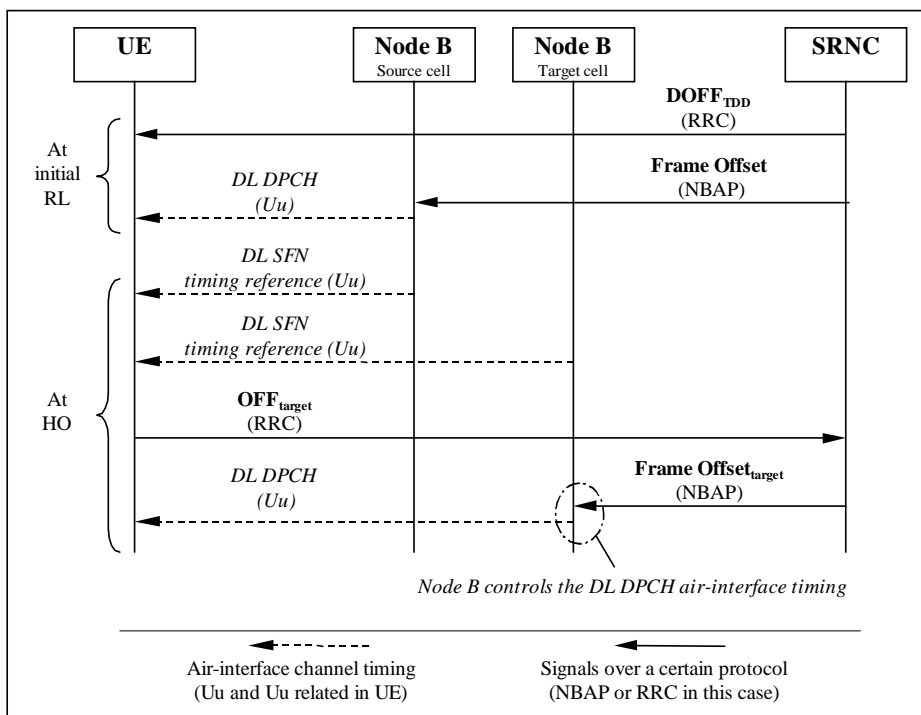 UE
Node B
Source cell
Node B
Target cell
SRNC
DOFFTDD
(RRC)
At
initial
RL
Frame Offset
(NBAP)
DL DPCH
(Uu)
DL SFN
timing reference (Uu)
DL SFN
timing reference (Uu)
At
HO
OFFtarget
(RRC)
Frame Offsettarget
(NBAP)
DL DPCH
(Uu)
Node B controls the DL DPCH air-interface timing
Air-interface channel timing
(Uu and Uu related in UE)
Signals over a certain protocol
(NBAP or RRC in this case)